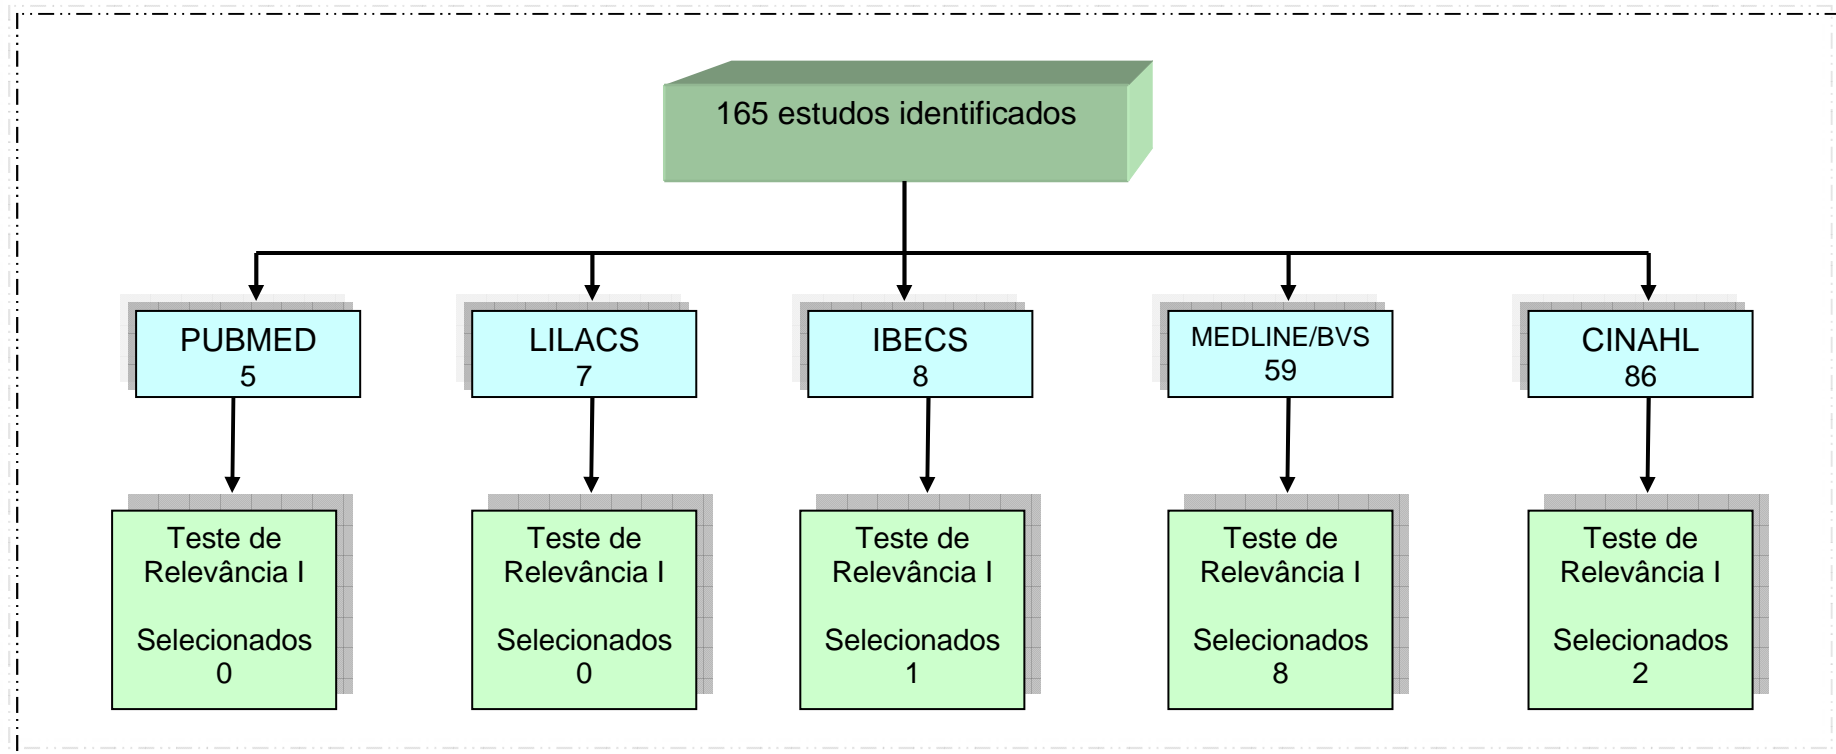 165 estudos identificados
PUBMED
5
LILACS
7
IBECS
8
MEDLINE/BVS
59
CINAHL
86
Teste de
Relevância I
Selecionados
0
Teste de
Relevância I
Selecionados
0
Teste de
Relevância I
Selecionados
1
Teste de
Relevância I
Selecionados
8
Teste de
Relevância I
Selecionados
2